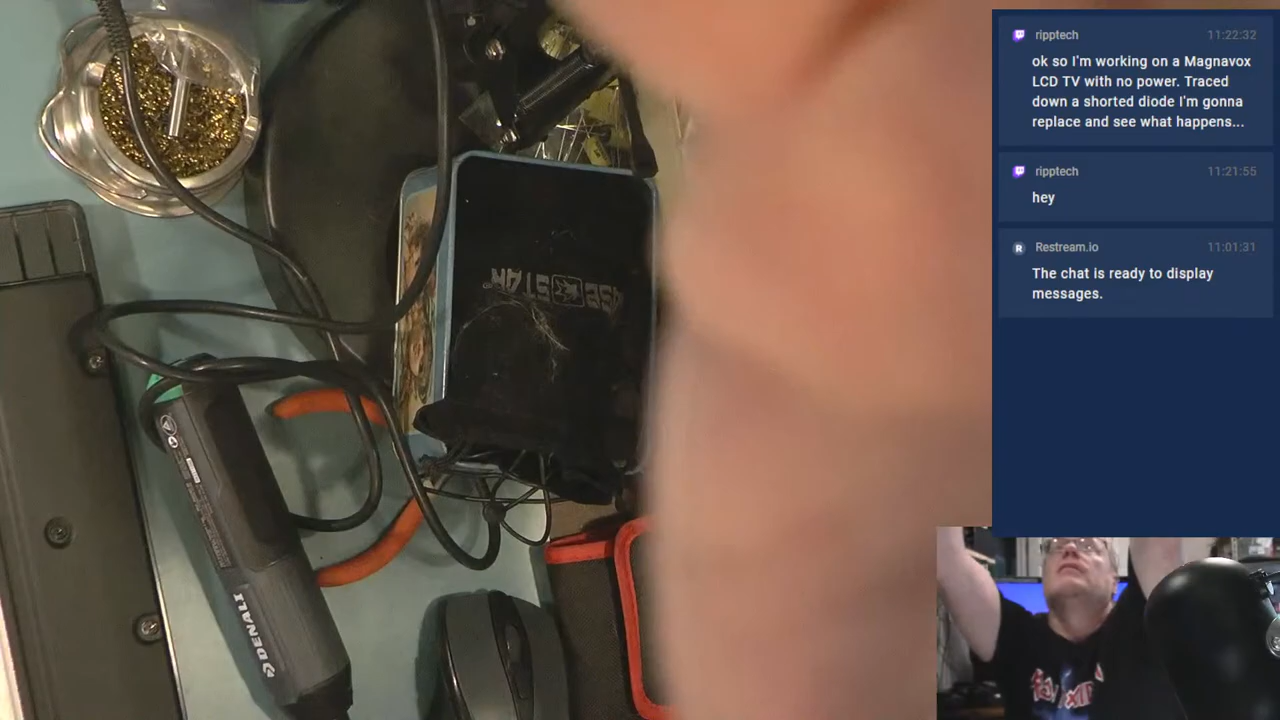 ripptech 11:22:32
ok so I'm working on a Magnavox
LCD TV with no power. Traced
down a shorted diode I'm gonna
replace and see what happens...
ripptech 11:21:55
hey
R Restream.io 11:01:31
The chat is ready to display
messages.
DENALI